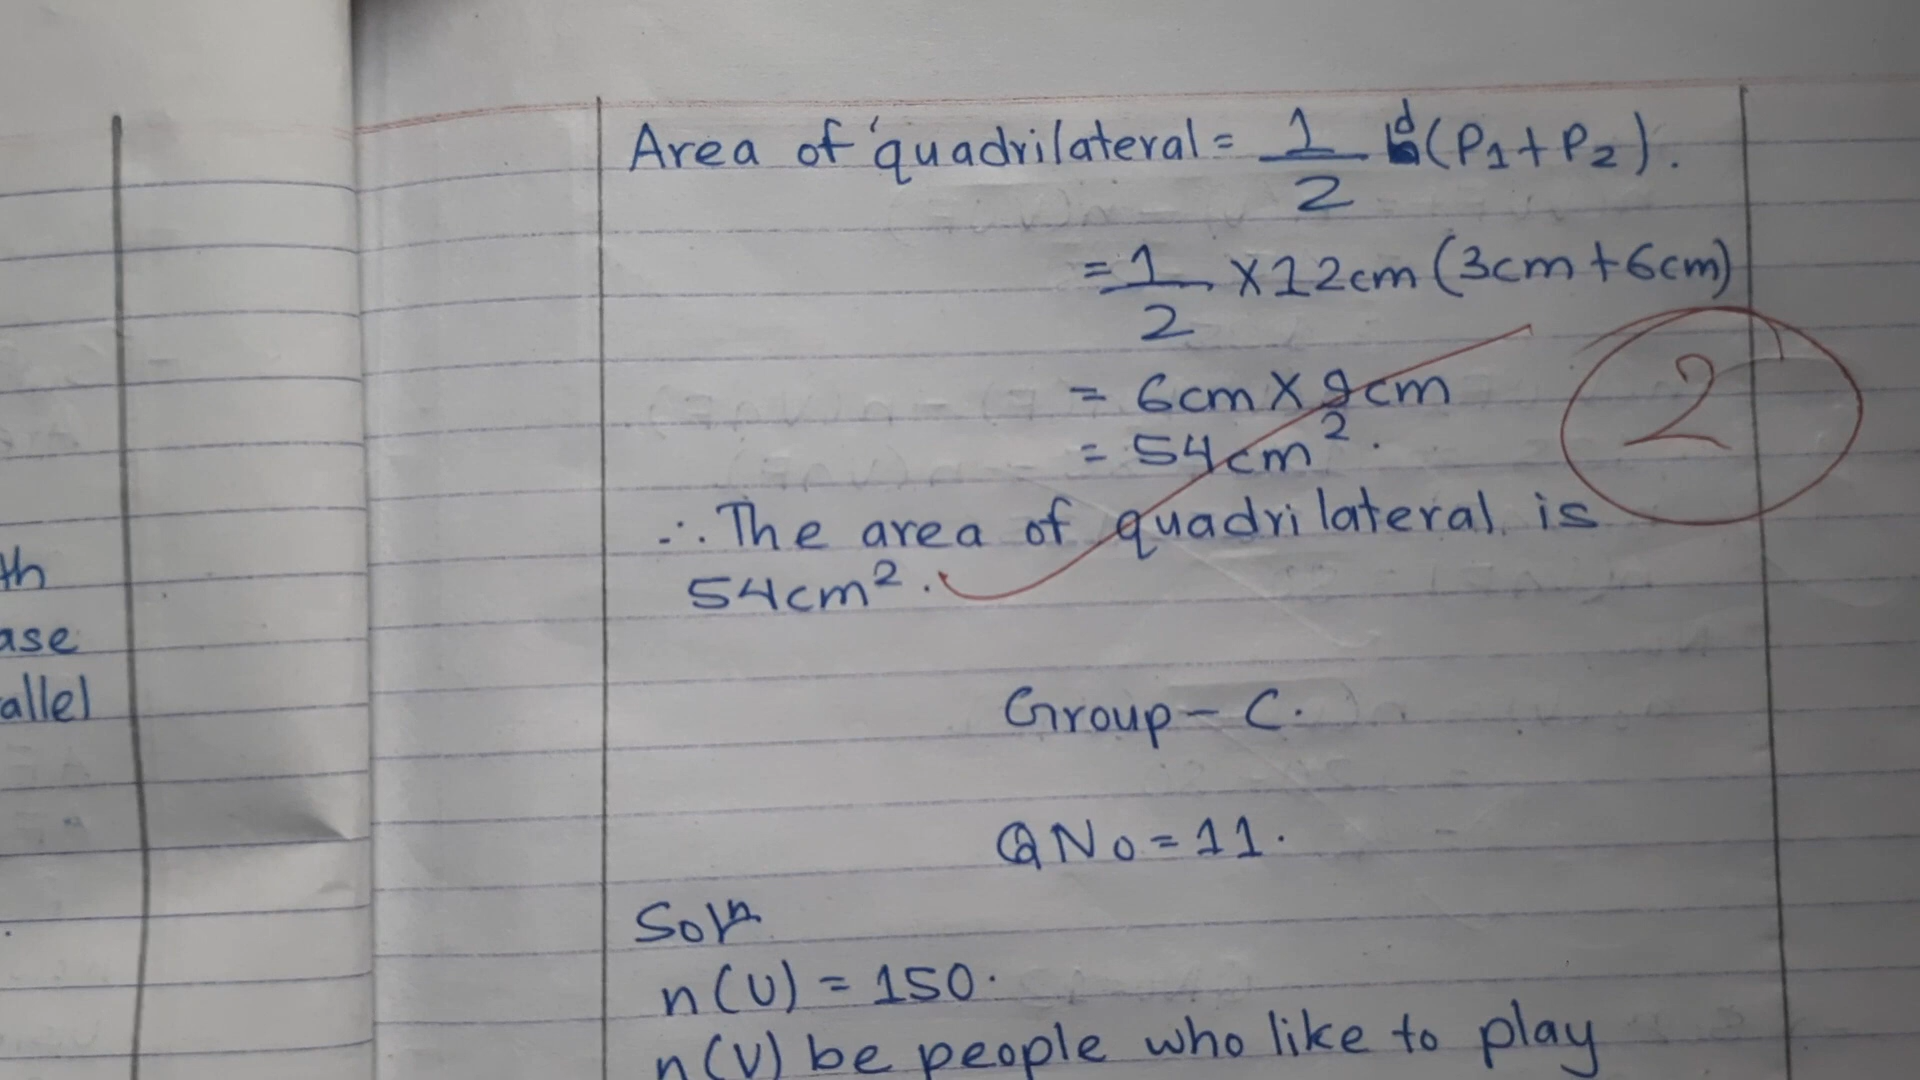 th
ase
allel
Area of quadrilateral = 1/2 d(P1+P2).
= 1/2 ×12cm (3cm+6cm)
= 6cm × 9cm
= 54cm².
2
∴ The area of quadrilateral is
54cm².
Group - C.
QNo = 11.
Soln
n(U) = 150.
n(V) be people who like to play